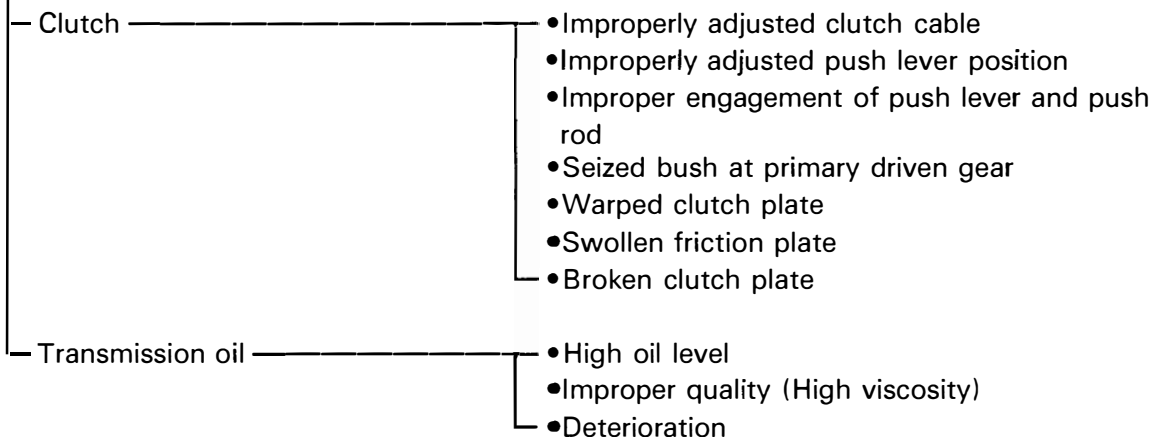 Clutch
•Improperly adjusted clutch cable
•Improperly adjusted push lever position
•Improper engagement of push lever and push
rod
•Seized bush at primary driven gear
•Warped clutch plate
•Swollen friction plate
•Broken clutch plate
Transmission oil
•High oil level
•Improper quality (High viscosity)
•Deterioration